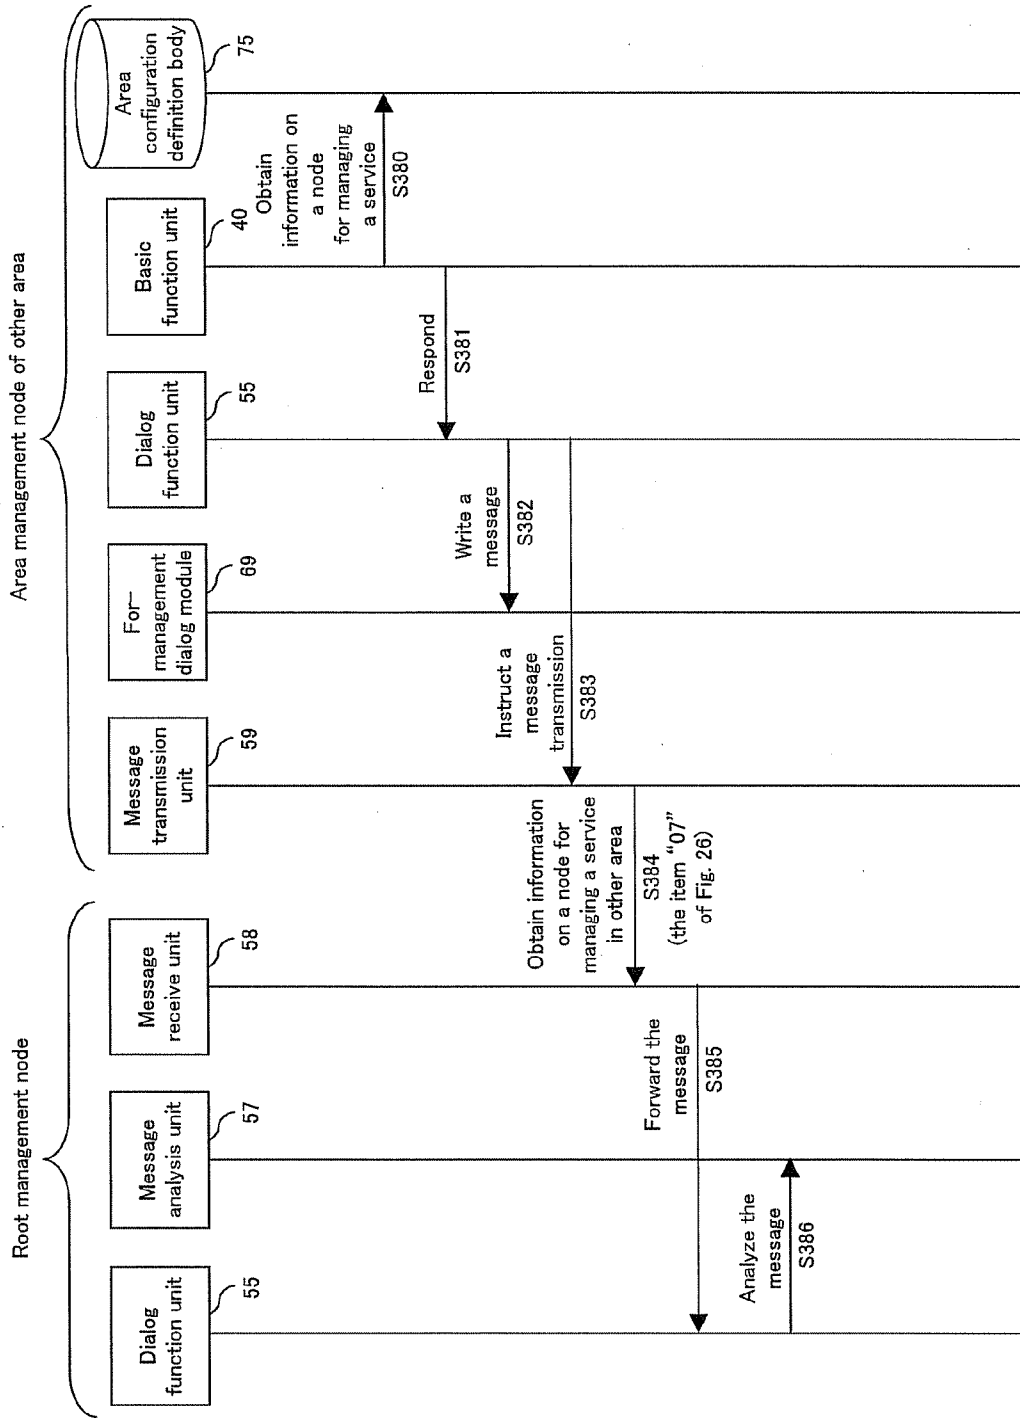 Root management node
Area management node of other area
Dialog
function unit
55
Message
analysis unit
57
Message
receive unit
58
Message
transmission
unit
59
For–
management
dialog module
69
Dialog
function unit
55
Basic
function unit
40
Area
configuration
definition body
75
Obtain
information on
a node
for managing
a service
S380
Respond
S381
Write a
message
S382
Instruct a
message
transmission
S383
Obtain information
on a node for
managing a service
in other area
S384
(the item “07”
of Fig. 26)
Forward the
message
S385
Analyze the
message
S386